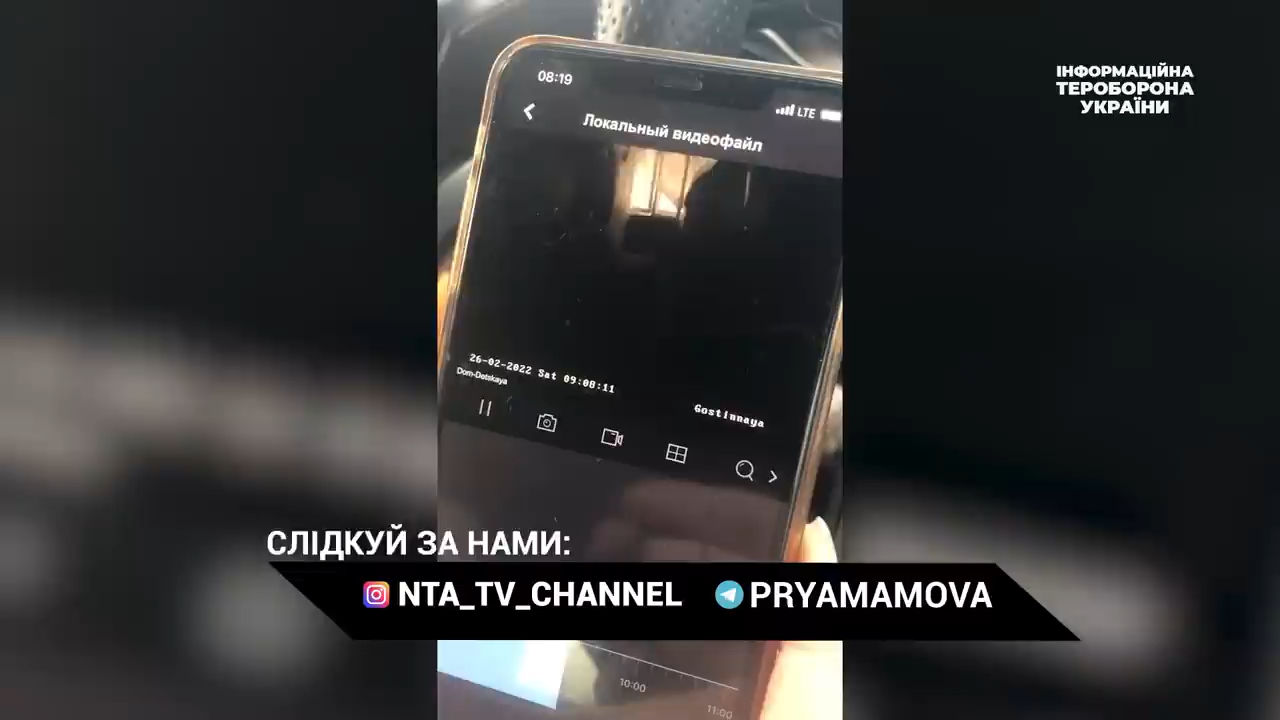 ІНФОРМАЦІЙНА
ТЕРОБОРОНА
УКРАЇНИ
08:19
LTE
Локальный видеофайл
26-02-2022 Sat 09:08:11
Dom-Detskaya
Gostinnaya
СЛІДКУЙ ЗА НАМИ:
NTA_TV_CHANNEL PRYAMAMOVA
10:00
11:00